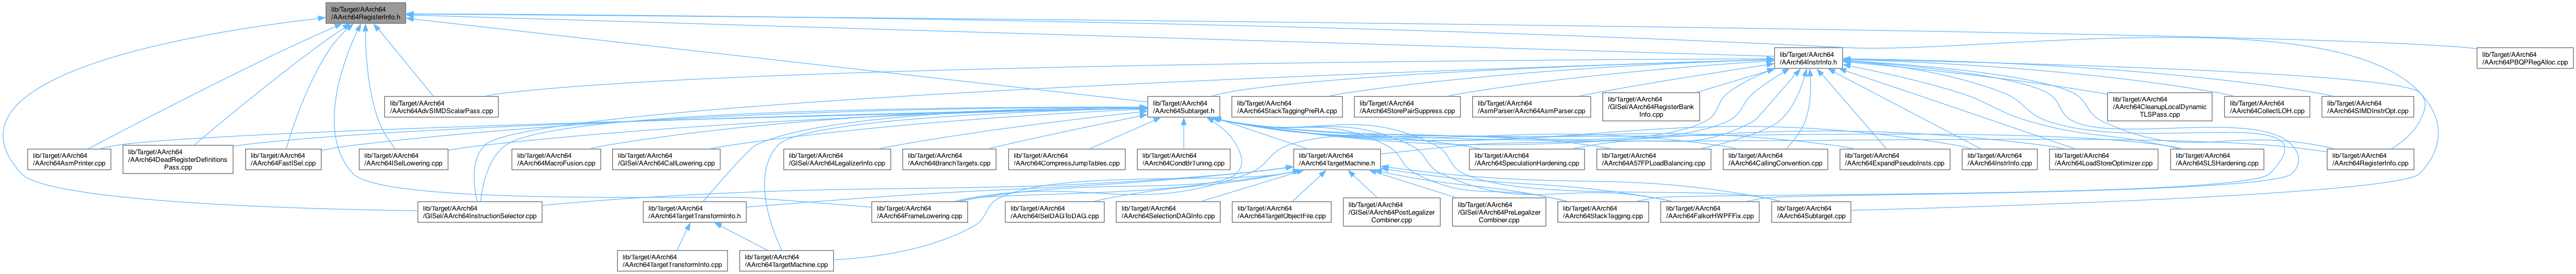 lib/Target/AArch64
/AArch64RegisterInfo.h
lib/Target/AArch64
/AArch64InstrInfo.h
lib/Target/AArch64
/AArch64PBQPRegAlloc.cpp
lib/Target/AArch64
/AArch64AdvSIMDScalarPass.cpp
lib/Target/AArch64
/AArch64Subtarget.h
lib/Target/AArch64
/AArch64StackTaggingPreRA.cpp
lib/Target/AArch64
/AArch64StorePairSuppress.cpp
lib/Target/AArch64
/AsmParser/AArch64AsmParser.cpp
lib/Target/AArch64
/GISel/AArch64RegisterBank
Info.cpp
lib/Target/AArch64
/AArch64CleanupLocalDynamic
TLSPass.cpp
lib/Target/AArch64
/AArch64CollectLOH.cpp
lib/Target/AArch64
/AArch64SIMDInstrOpt.cpp
lib/Target/AArch64
/AArch64AsmPrinter.cpp
lib/Target/AArch64
/AArch64DeadRegisterDefinitions
Pass.cpp
lib/Target/AArch64
/AArch64FastISel.cpp
lib/Target/AArch64
/AArch64ISelLowering.cpp
lib/Target/AArch64
/AArch64MacroFusion.cpp
lib/Target/AArch64
/GISel/AArch64CallLowering.cpp
lib/Target/AArch64
/GISel/AArch64LegalizerInfo.cpp
lib/Target/AArch64
/AArch64BranchTargets.cpp
lib/Target/AArch64
/AArch64CompressJumpTables.cpp
lib/Target/AArch64
/AArch64CondBrTuning.cpp
lib/Target/AArch64
/AArch64TargetMachine.h
lib/Target/AArch64
/AArch64SpeculationHardening.cpp
lib/Target/AArch64
/AArch64A57FPLoadBalancing.cpp
lib/Target/AArch64
/AArch64CallingConvention.cpp
lib/Target/AArch64
/AArch64ExpandPseudoInsts.cpp
lib/Target/AArch64
/AArch64InstrInfo.cpp
lib/Target/AArch64
/AArch64LoadStoreOptimizer.cpp
lib/Target/AArch64
/AArch64SLSHardening.cpp
lib/Target/AArch64
/AArch64RegisterInfo.cpp
lib/Target/AArch64
/GISel/AArch64InstructionSelector.cpp
lib/Target/AArch64
/AArch64TargetTransformInfo.h
lib/Target/AArch64
/AArch64FrameLowering.cpp
lib/Target/AArch64
/AArch64ISelDAGToDAG.cpp
lib/Target/AArch64
/AArch64SelectionDAGInfo.cpp
lib/Target/AArch64
/AArch64TargetObjectFile.cpp
lib/Target/AArch64
/GISel/AArch64PostLegalizer
Combiner.cpp
lib/Target/AArch64
/GISel/AArch64PreLegalizer
Combiner.cpp
lib/Target/AArch64
/AArch64StackTagging.cpp
lib/Target/AArch64
/AArch64FalkorHWPFFix.cpp
lib/Target/AArch64
/AArch64Subtarget.cpp
lib/Target/AArch64
/AArch64TargetTransformInfo.cpp
lib/Target/AArch64
/AArch64TargetMachine.cpp